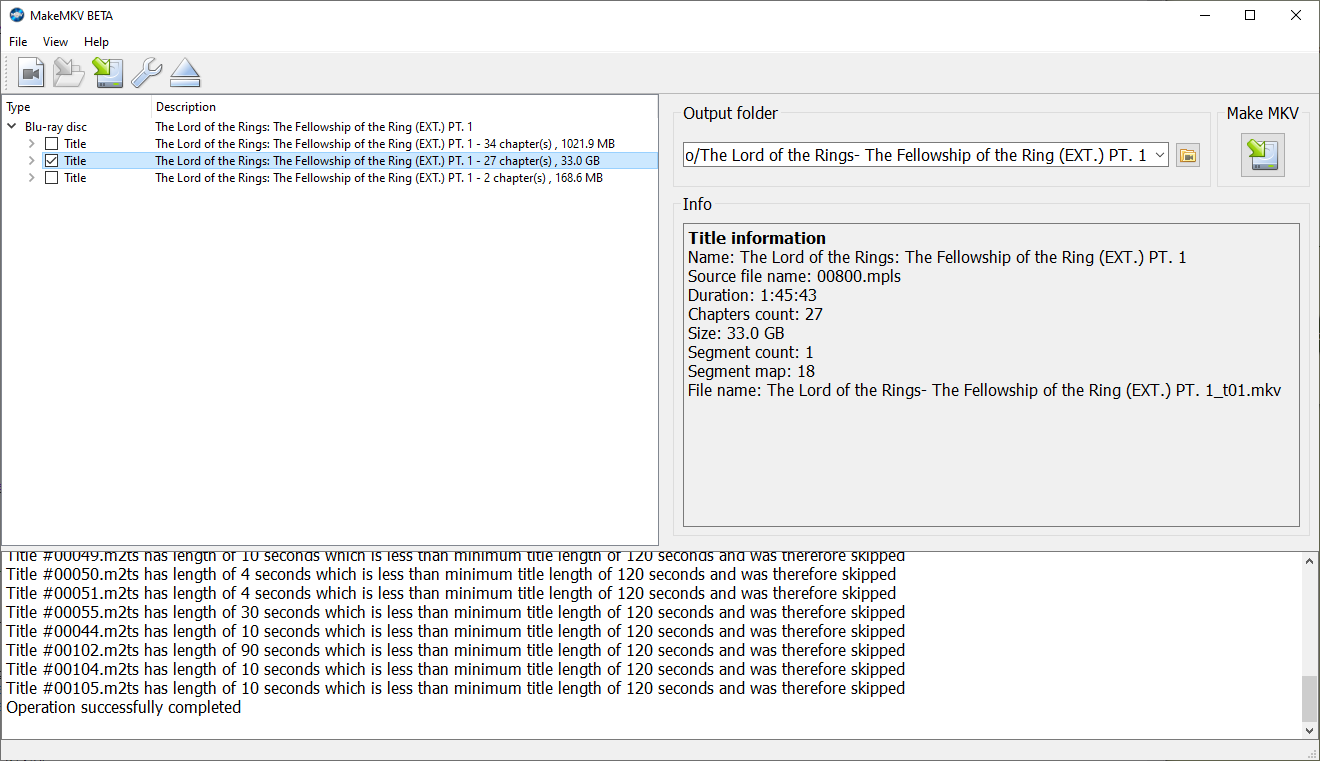 MakeMKV BETA
File View Help
Type Description
Blu-ray disc The Lord of the Rings: The Fellowship of the Ring (EXT.) PT. 1
Title The Lord of the Rings: The Fellowship of the Ring (EXT.) PT. 1 - 34 chapter(s) , 1021.9 MB
Title The Lord of the Rings: The Fellowship of the Ring (EXT.) PT. 1 - 27 chapter(s) , 33.0 GB
Title The Lord of the Rings: The Fellowship of the Ring (EXT.) PT. 1 - 2 chapter(s) , 168.6 MB
Output folder
o/The Lord of the Rings- The Fellowship of the Ring (EXT.) PT. 1
Make MKV
Info
Title information
Name: The Lord of the Rings: The Fellowship of the Ring (EXT.) PT. 1
Source file name: 00800.mpls
Duration: 1:45:43
Chapters count: 27
Size: 33.0 GB
Segment count: 1
Segment map: 18
File name: The Lord of the Rings- The Fellowship of the Ring (EXT.) PT. 1_t01.mkv
Title #00049.m2ts has length of 10 seconds which is less than minimum title length of 120 seconds and was therefore skipped
Title #00050.m2ts has length of 4 seconds which is less than minimum title length of 120 seconds and was therefore skipped
Title #00051.m2ts has length of 4 seconds which is less than minimum title length of 120 seconds and was therefore skipped
Title #00055.m2ts has length of 30 seconds which is less than minimum title length of 120 seconds and was therefore skipped
Title #00044.m2ts has length of 10 seconds which is less than minimum title length of 120 seconds and was therefore skipped
Title #00102.m2ts has length of 90 seconds which is less than minimum title length of 120 seconds and was therefore skipped
Title #00104.m2ts has length of 10 seconds which is less than minimum title length of 120 seconds and was therefore skipped
Title #00105.m2ts has length of 10 seconds which is less than minimum title length of 120 seconds and was therefore skipped
Operation successfully completed